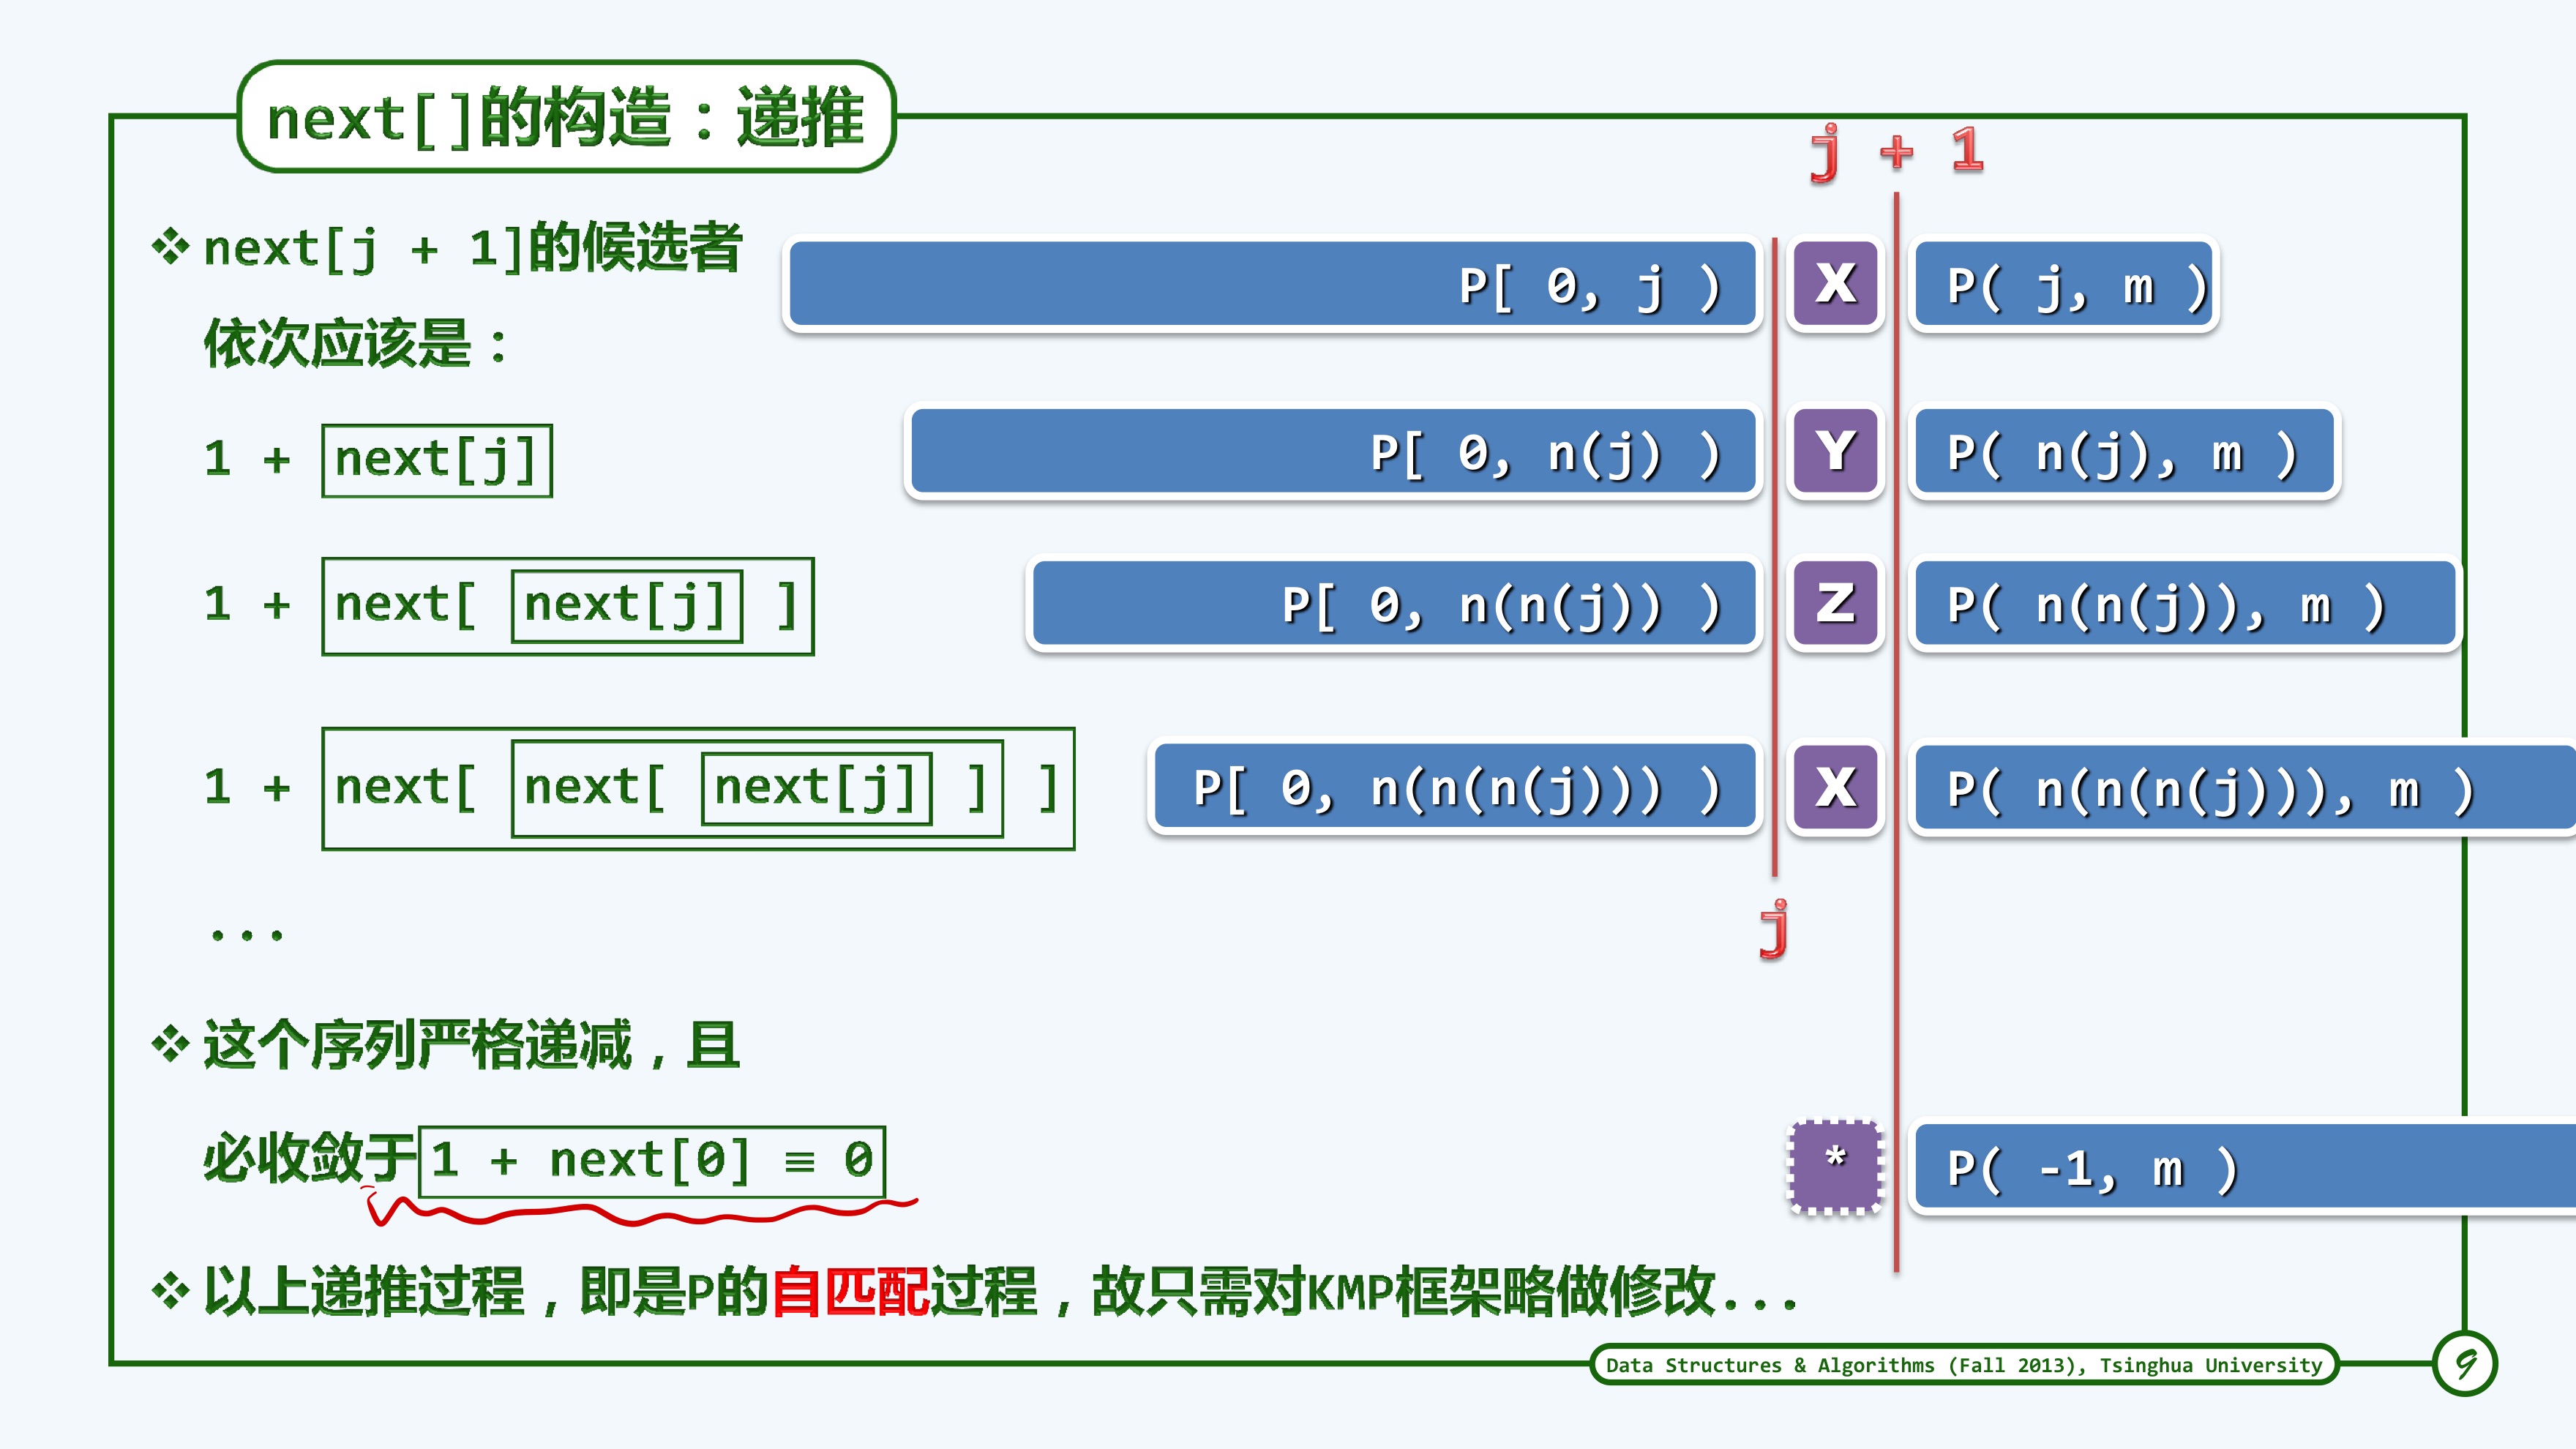 next[]的构造：递推
j + 1
❖ next[j + 1]的候选者
依次应该是：
P[ 0, j ) X P( j, m )
1 + next[j]
P[ 0, n(j) ) Y P( n(j), m )
1 + next[ next[j] ]
P[ 0, n(n(j)) ) Z P( n(n(j)), m )
1 + next[ next[ next[j] ] ]
P[ 0, n(n(n(j))) ) X P( n(n(n(j))), m )
...
j
❖ 这个序列严格递减，且
必收敛于1 + next[0] ≡ 0
* P( -1, m )
❖ 以上递推过程，即是P的自匹配过程，故只需对KMP框架略做修改...
Data Structures & Algorithms (Fall 2013), Tsinghua University
9